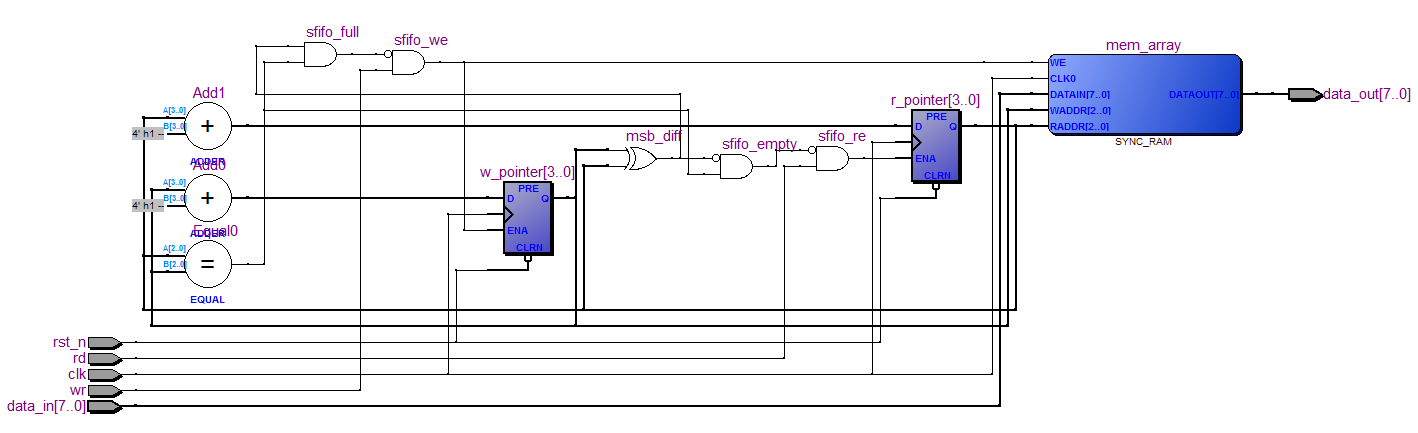 sfifo_full
sfifo_we
mem_array
WE
CLK0
DATAIN[7..0]
WADDR[2..0]
RADDR[2..0]
DATAOUT[7..0]
data_out[7..0]
SYNC_RAM
Add1
A[3..0]
B[3..0]
4' h1 --
+
ADDER
r_pointer[3..0]
PRE
D
Q
ENA
CLRN
msb_diff
sfifo_empty
sfifo_re
Add0
A[3..0]
B[3..0]
4' h1 --
+
ADDER
w_pointer[3..0]
PRE
D
Q
ENA
CLRN
Equal0
A[2..0]
B[2..0]
=
EQUAL
rst_n
rd
clk
wr
data_in[7..0]